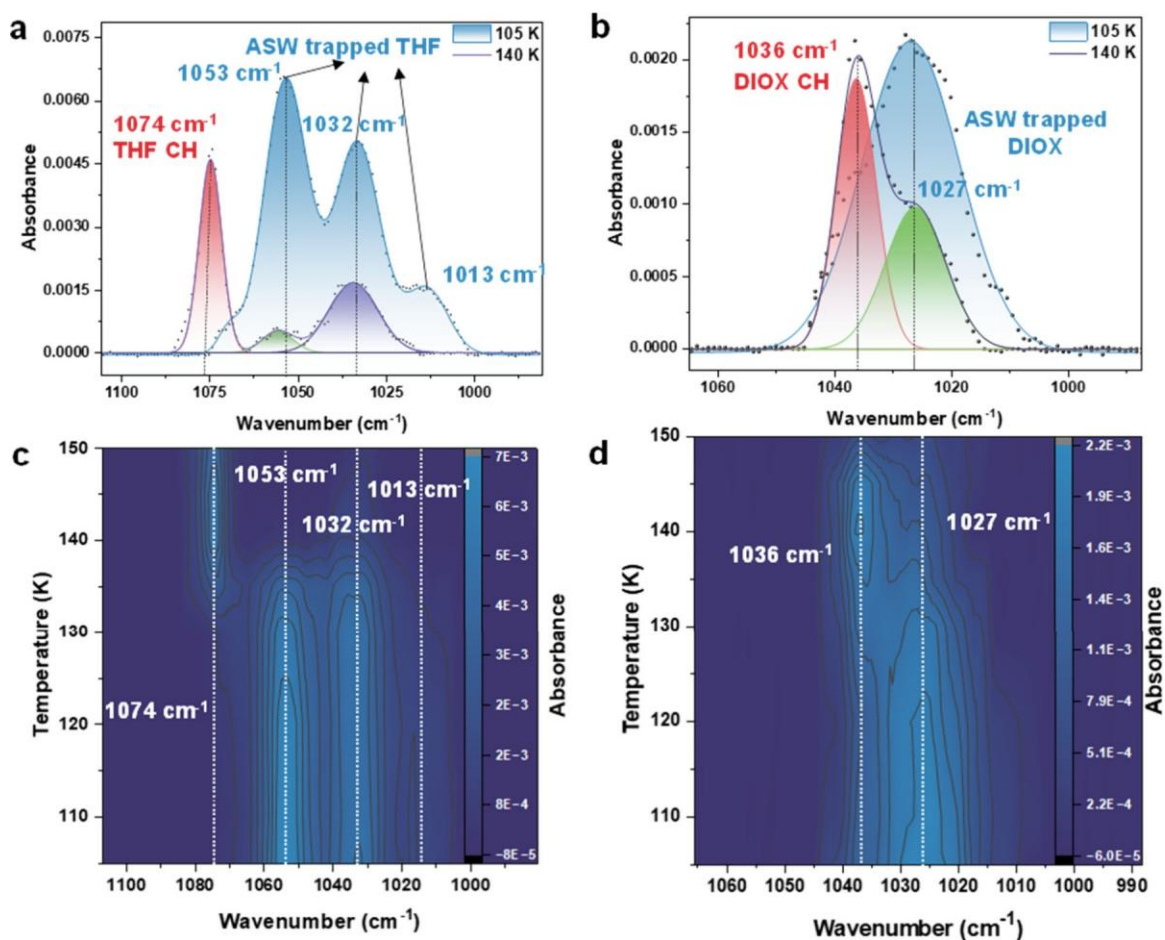 a
0.0075
0.0060
0.0045
0.0030
0.0015
0.0000
Absorbance
ASW trapped THF
1053 cm-1
1032 cm-1
1013 cm-1
1074 cm-1
THF CH
105 K
140 K
1100 1075 1050 1025 1000
Wavenumber (cm-1)
b
0.0020
0.0015
0.0010
0.0005
0.0000
Absorbance
1036 cm-1
DIOX CH
105 K
140 K
ASW trapped
DIOX
1027 cm-1
1060 1040 1020 1000
Wavenumber (cm-1)
c
150
140
130
120
110
Temperature (K)
1053 cm-1
1013 cm-1
1032 cm-1
1074 cm-1
7E-3
6E-3
5E-3
4E-3
3E-3
2E-3
2E-3
8E-4
-8E-5
Absorbance
1100 1080 1060 1040 1020 1000
Wavenumber (cm-1)
d
150
140
130
120
110
Temperature (K)
1036 cm-1
1027 cm-1
2.2E-3
1.9E-3
1.6E-3
1.4E-3
1.1E-3
7.9E-4
5.1E-4
2.2E-4
-6.0E-5
Absorbance
1060 1050 1040 1030 1020 1010 1000 990
Wavenumber (cm-1)